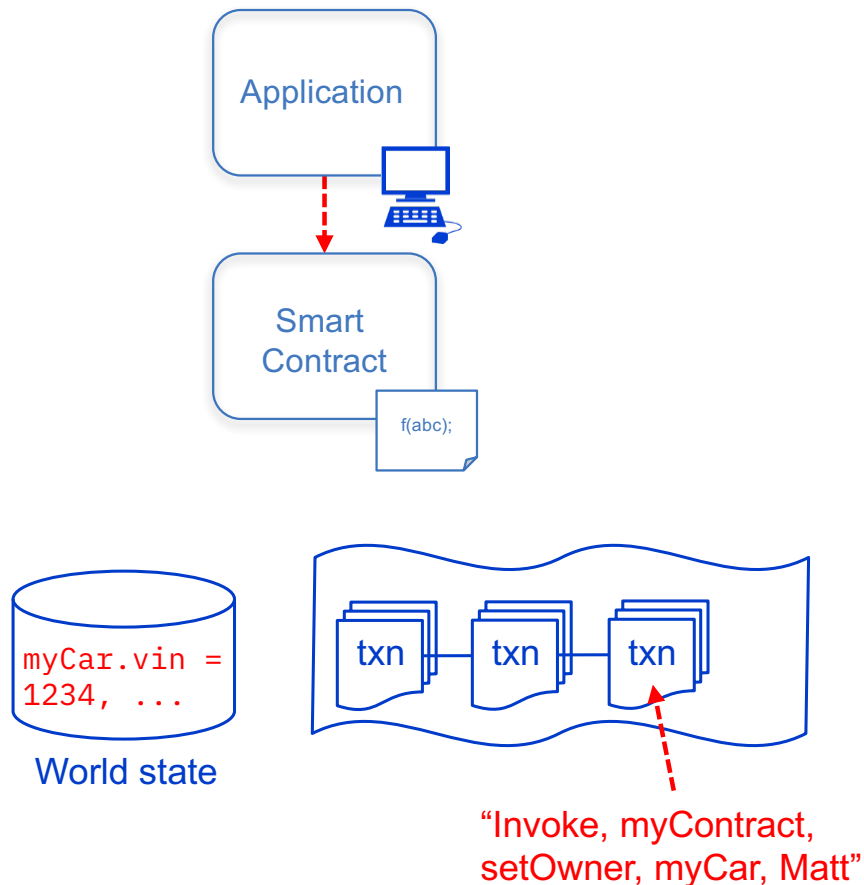 Application
Smart
Contract
f(abc);
myCar.vin =
1234, ...
World state
txn
txn
txn
“Invoke, myContract,
setOwner, myCar, Matt”